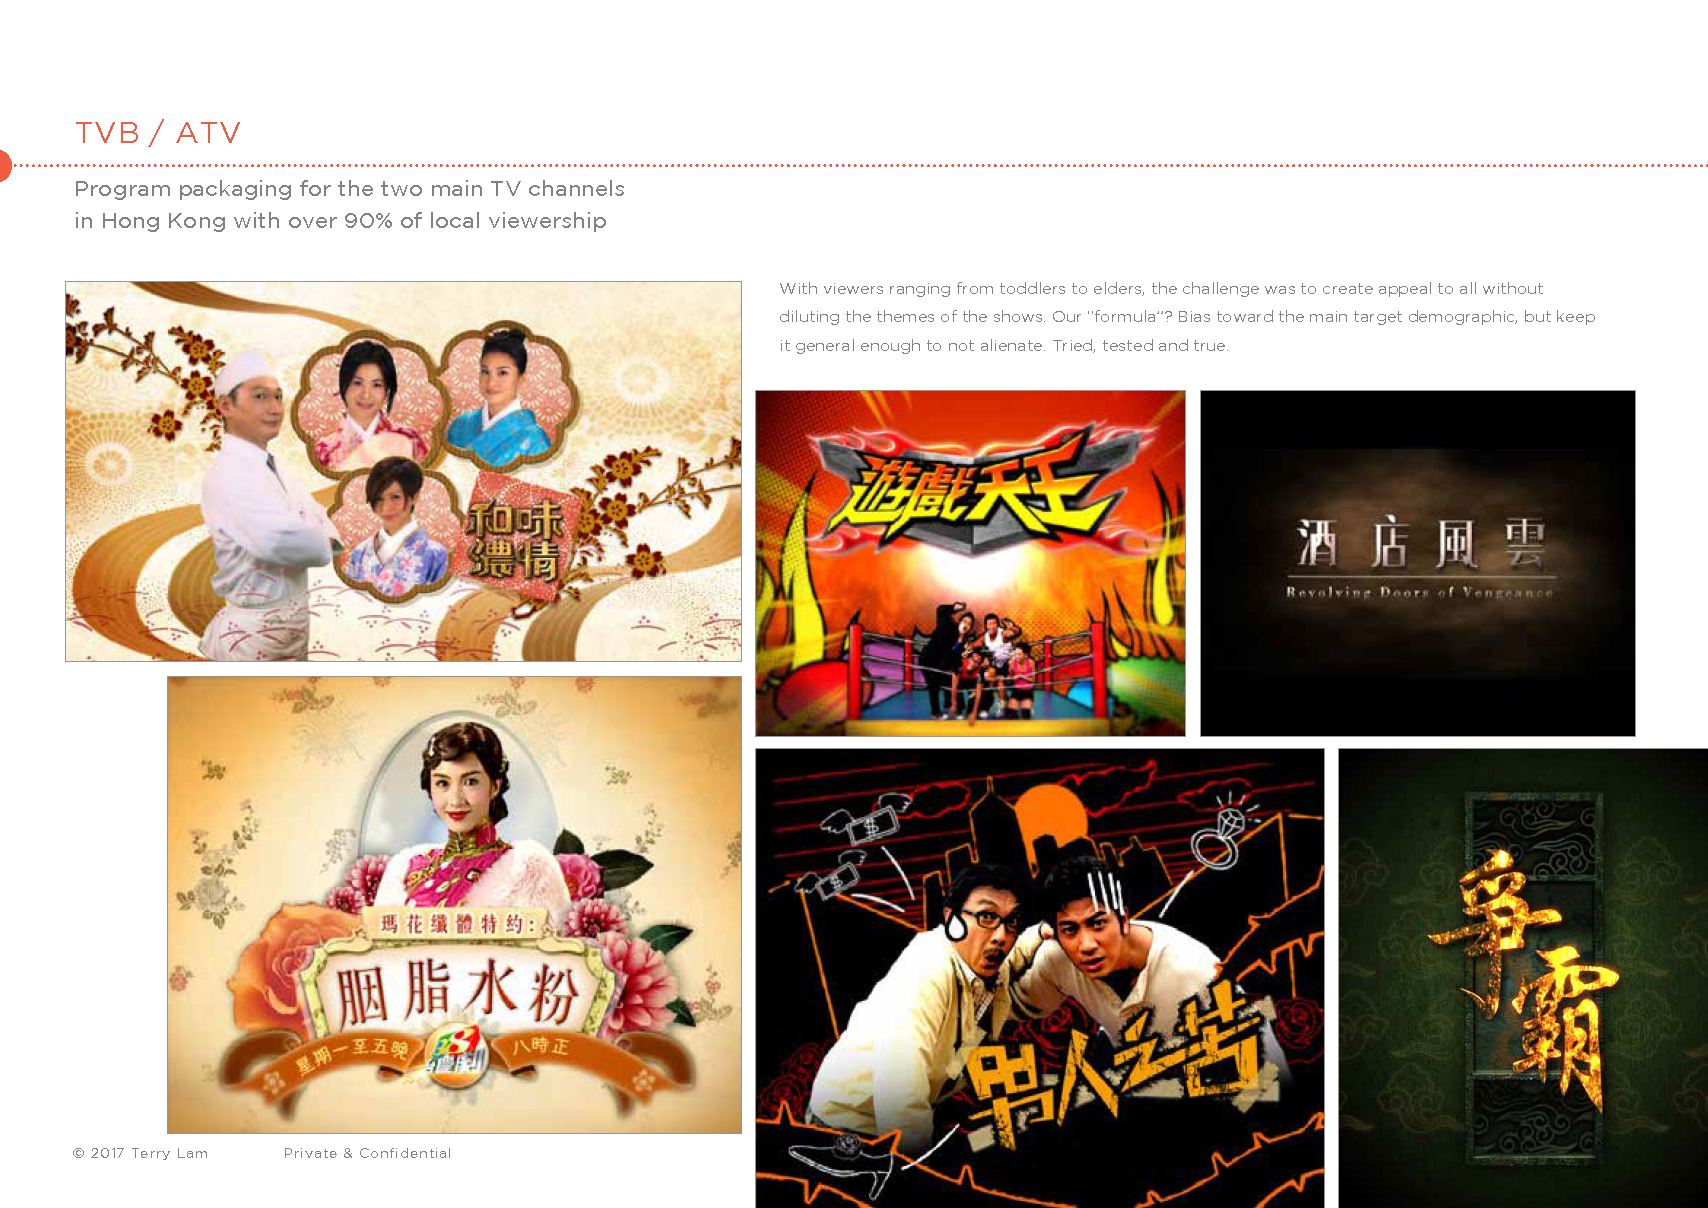 TVB / ATV
Program packaging for the two main TV channels
in Hong Kong with over 90% of local viewership
With viewers ranging from toddlers to elders, the challenge was to create appeal to all without
diluting the themes of the shows. Our "formula"? Bias toward the main target demographic, but keep
it general enough to not alienate. Tried, tested and true.
和味
濃情
遊戲天王
酒店風雲
Revolving Doors of Vengeance
瑪花纖體特約:
胭脂水粉
星期一至五晚 八時正
男人之苦
$
爭霸
© 2017 Terry Lam Private & Confidential